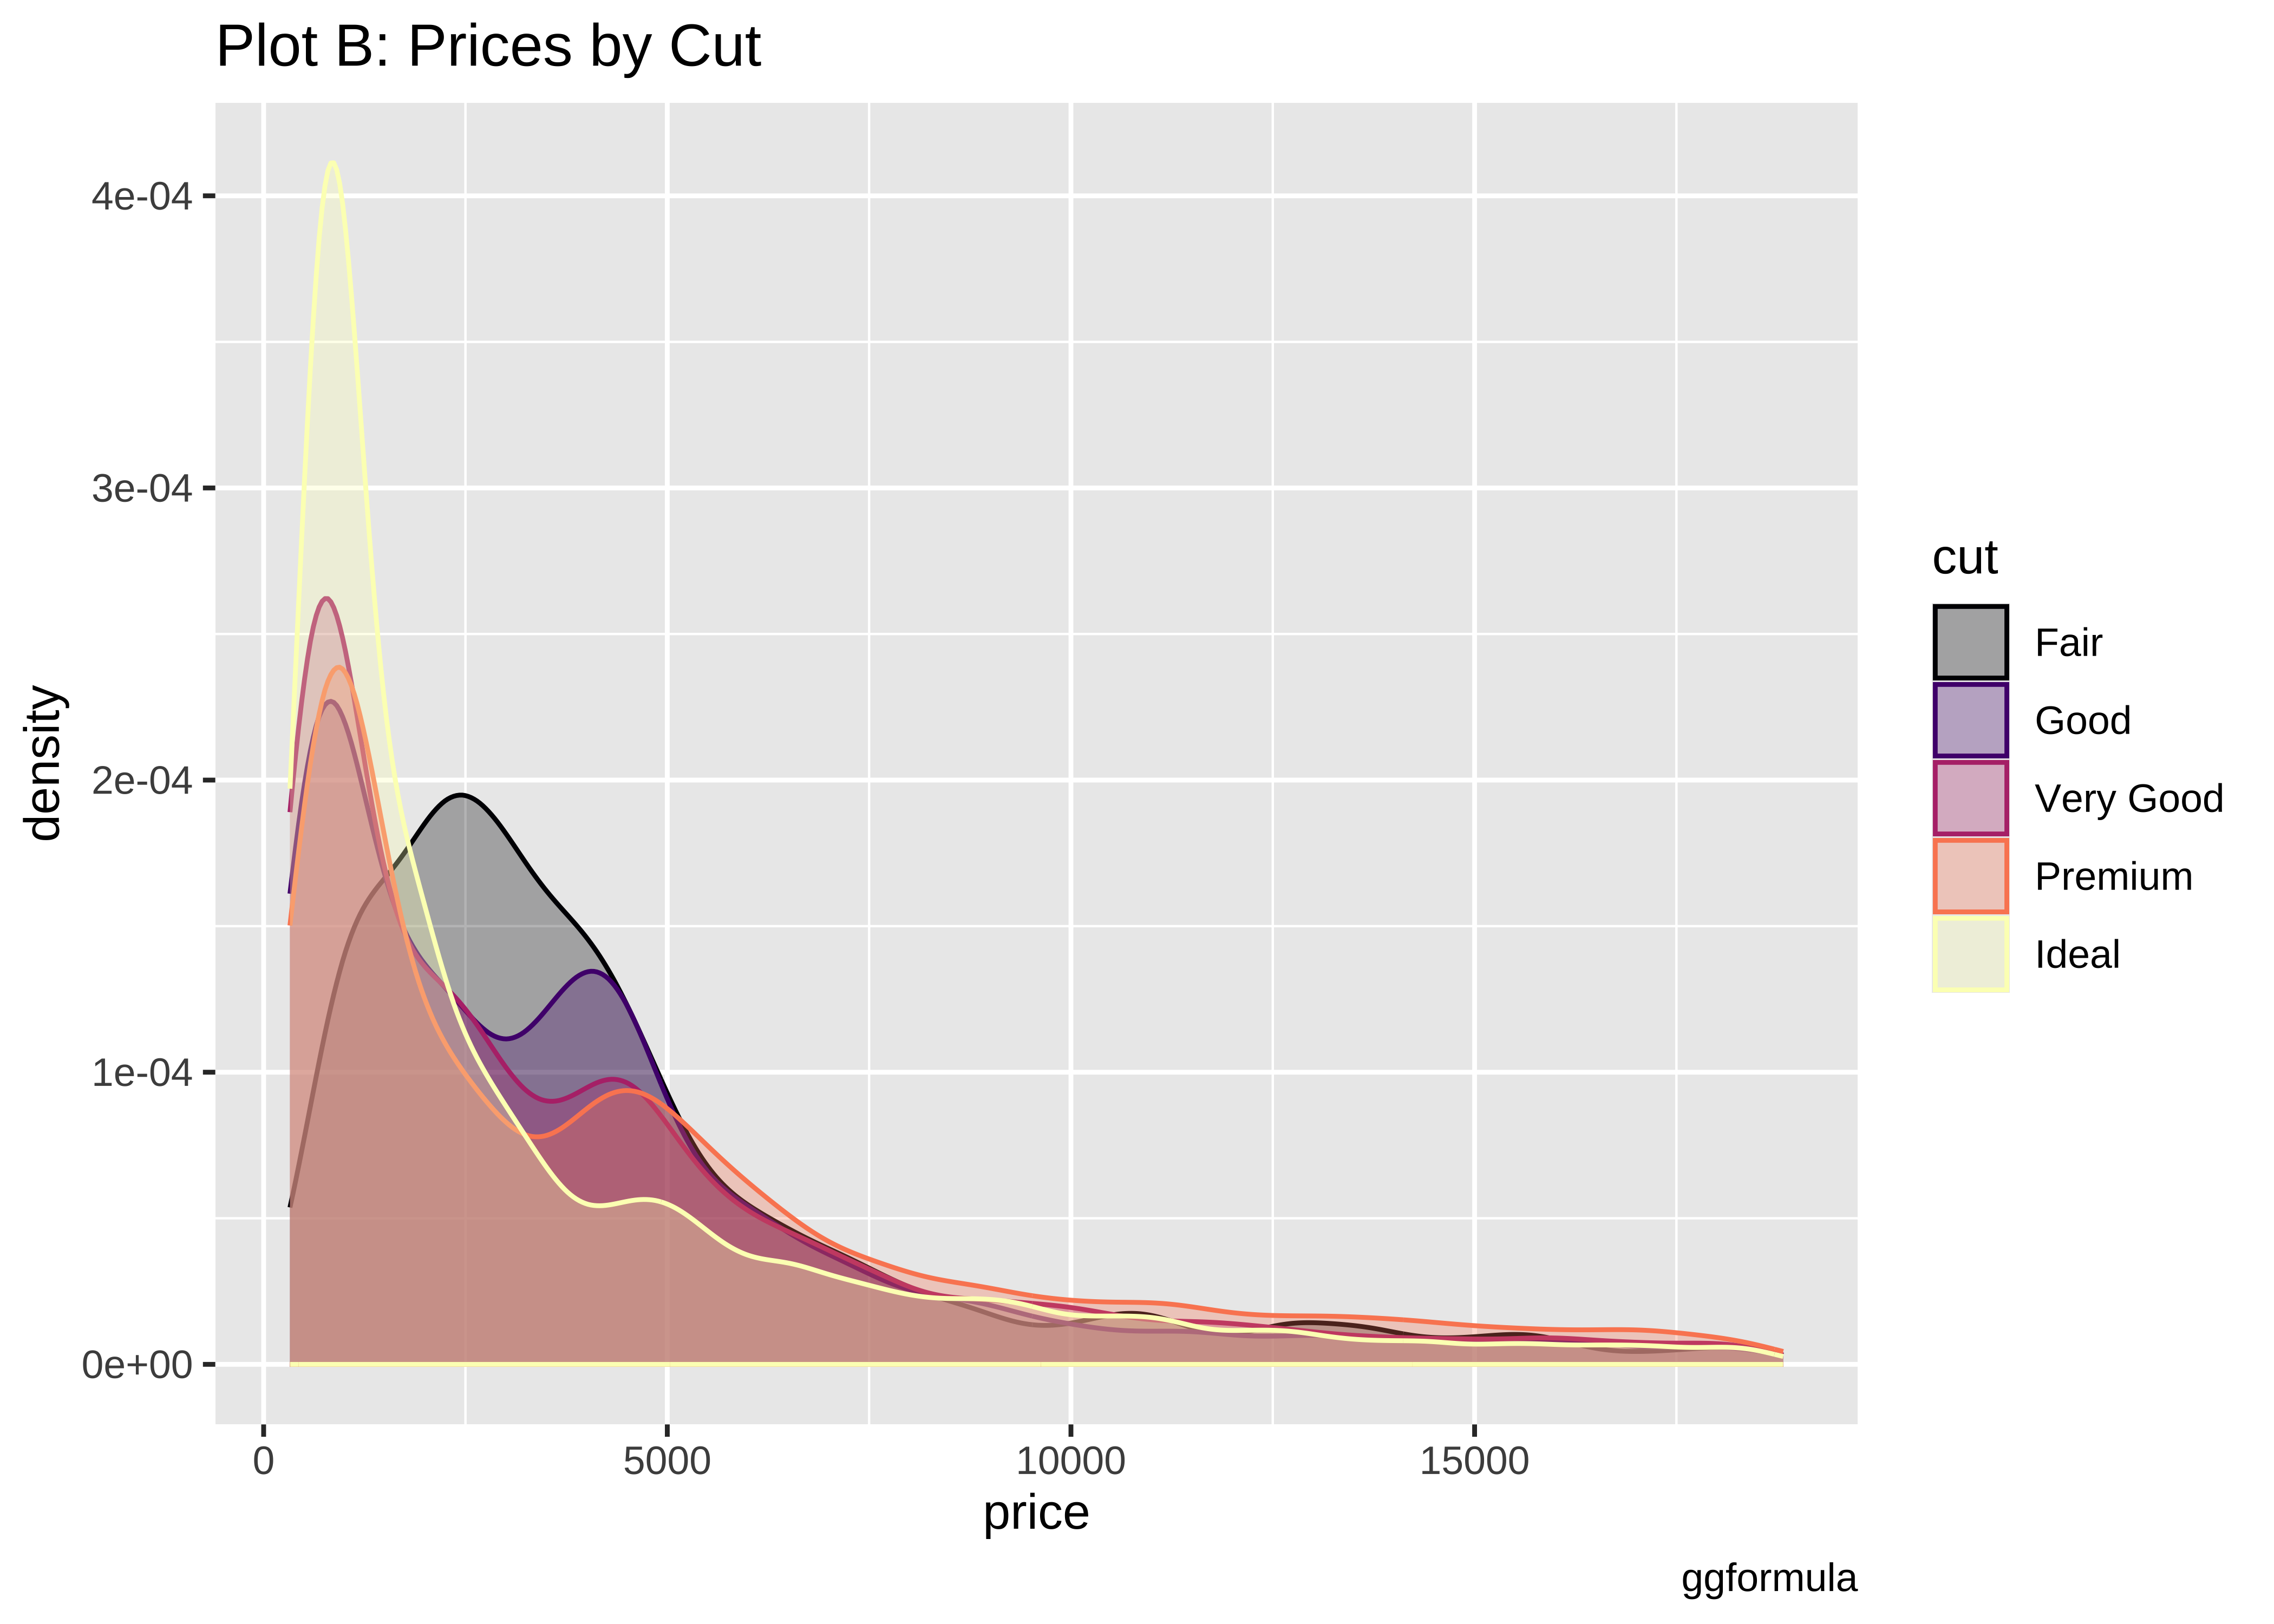 Plot B: Prices by Cut
4e-04
3e-04
2e-04
1e-04
0e+00
density
0
5000
10000
15000
price
cut
Fair
Good
Very Good
Premium
Ideal
ggformula